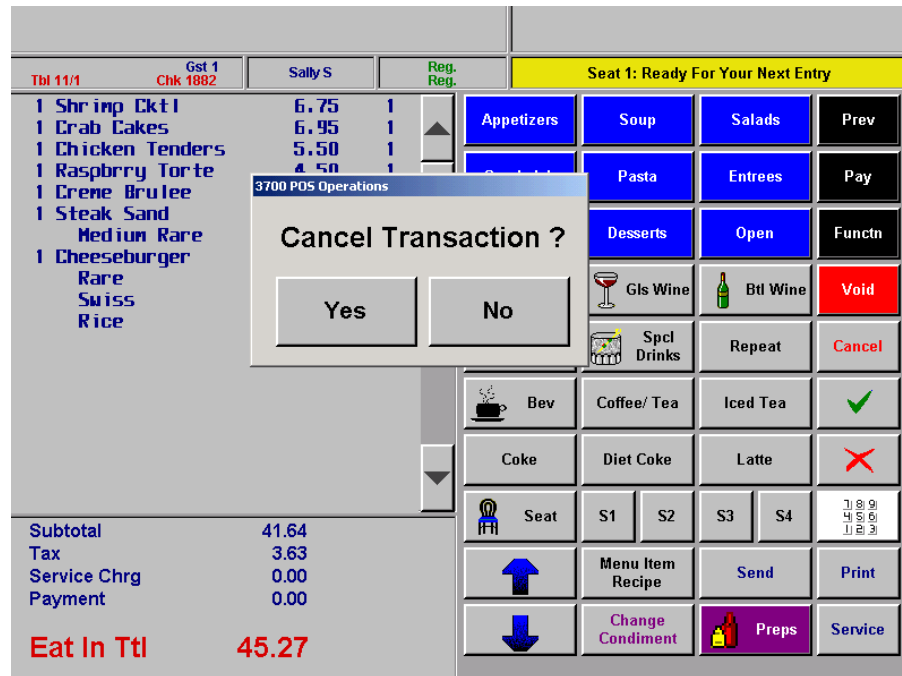 Gst 1
Tbl 11/1 Chk 1882
Sally S
Reg.
Reg.
Seat 1: Ready For Your Next Entry
1 Shrimp Cktl 6.75 1
1 Crab Cakes 6.95 1
1 Chicken Tenders 5.50 1
1 Raspbrry Torte 4.50 1
1 Creme Brulee
1 Steak Sand
Medium Rare
1 Cheeseburger
Rare
Swiss
Rice
3700 POS Operations
Cancel Transaction ?
Yes No
Appetizers Soup Salads Prev
Pasta Entrees Pay
Desserts Open Functn
Gls Wine Btl Wine Void
Spcl
Drinks
Repeat Cancel
Bev Coffee/ Tea Iced Tea
Coke Diet Coke Latte
Seat S1 S2 S3 S4
7 8 9
4 5 6
1 2 3
Menu Item
Recipe
Send Print
Change
Condiment
Preps Service
Subtotal 41.64
Tax 3.63
Service Chrg 0.00
Payment 0.00
Eat In Ttl 45.27